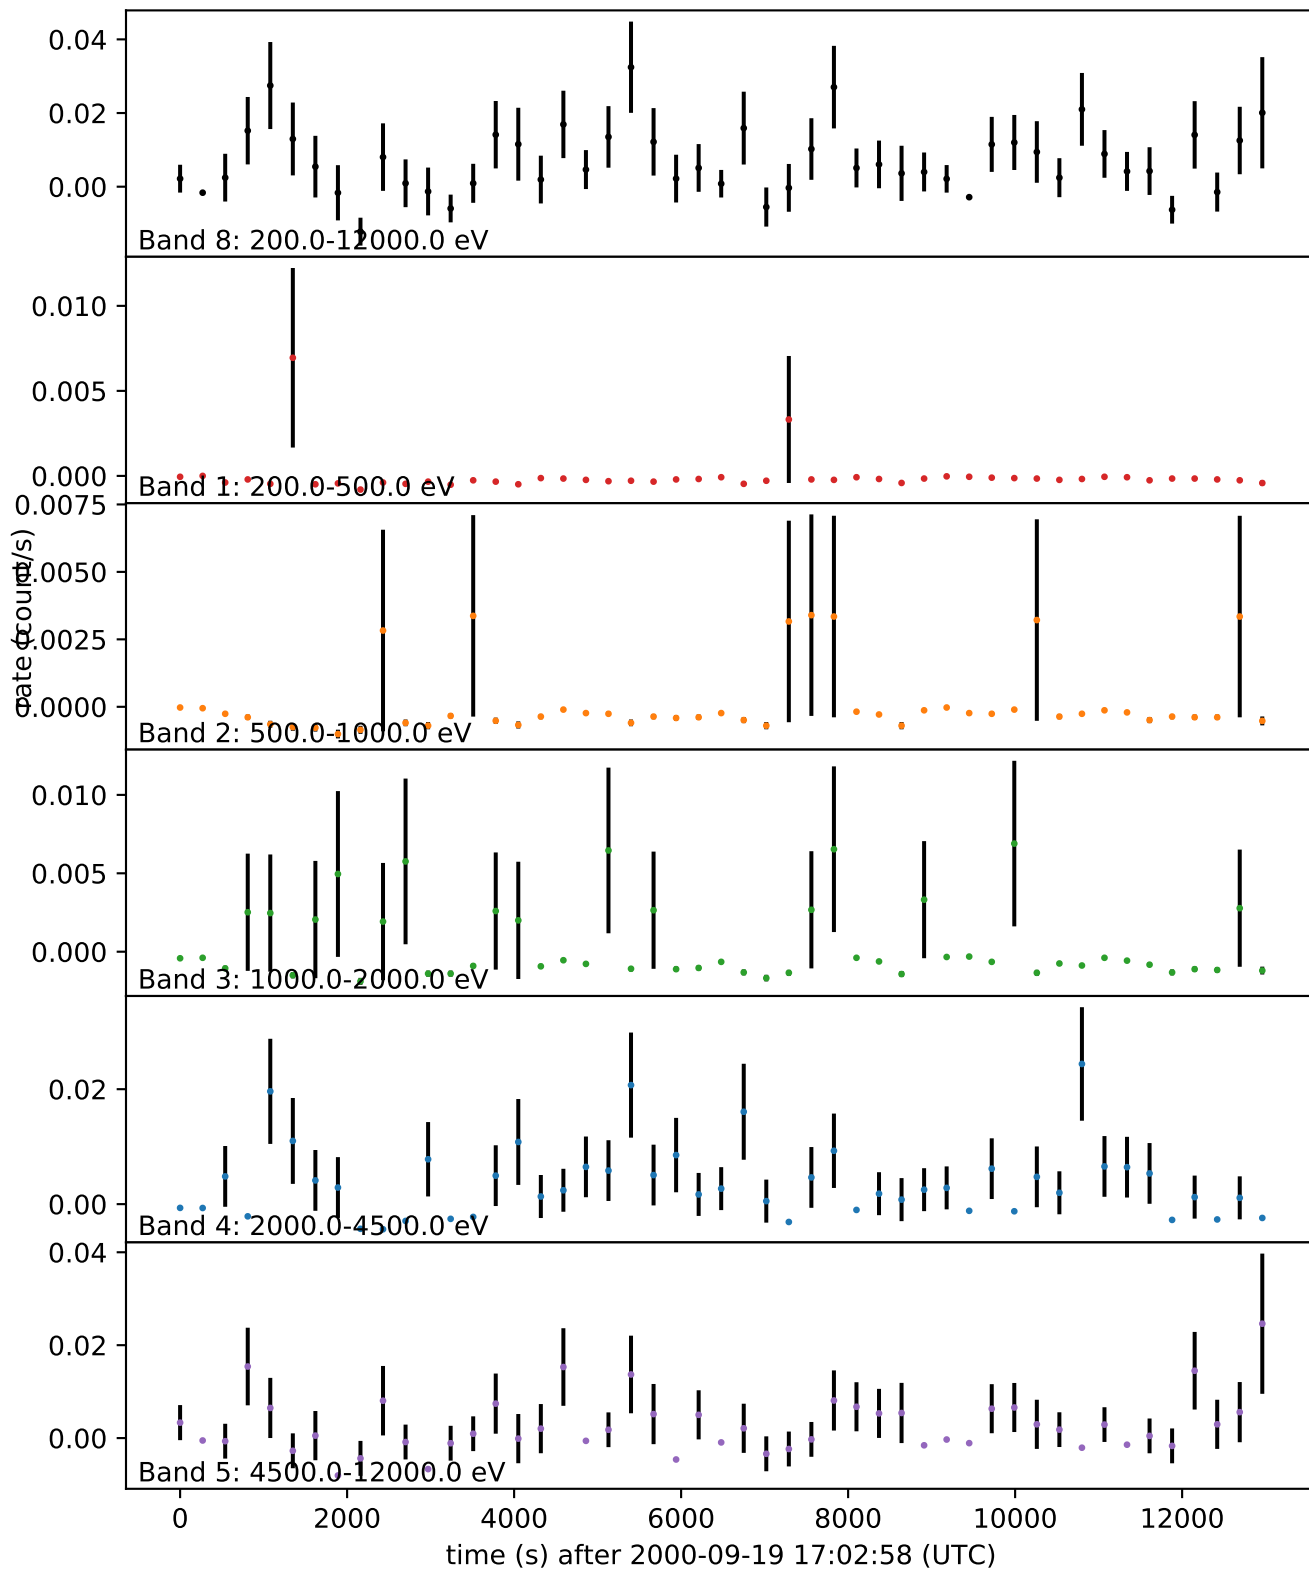 0.04
0.02
0.00
Band 8: 200.0-12000.0 eV
0.010
0.005
0.000
Band 1: 200.0-500.0 eV
0.0075
0.0050
0.0025
0.0000
rate (count/s)
Band 2: 500.0-1000.0 eV
0.010
0.005
0.000
Band 3: 1000.0-2000.0 eV
0.02
0.00
Band 4: 2000.0-4500.0 eV
0.04
0.02
0.00
Band 5: 4500.0-12000.0 eV
0 2000 4000 6000 8000 10000 12000
time (s) after 2000-09-19 17:02:58 (UTC)